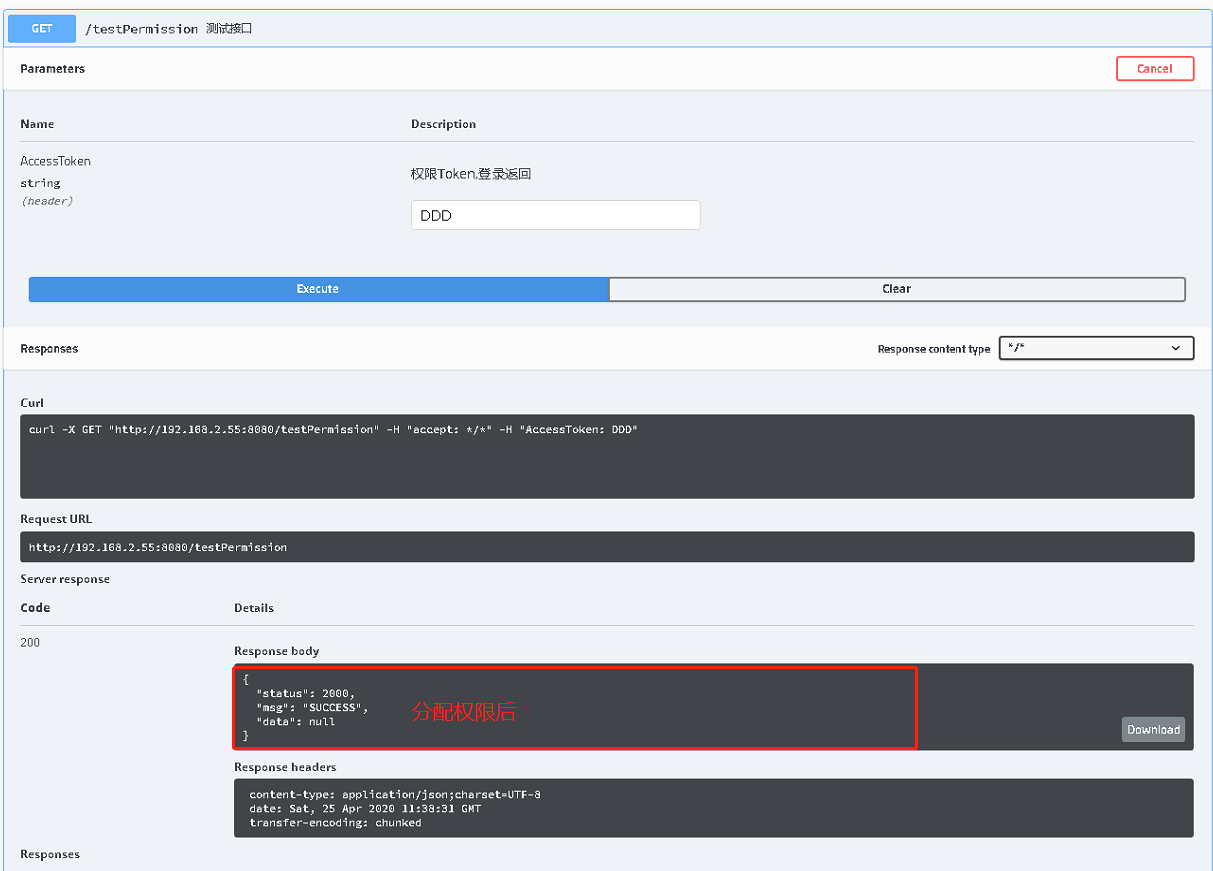 GET /testPermission 测试接口
Parameters Cancel
Name Description
AccessToken
string
(header)
权限Token,登录返回
DDD
Execute Clear
Responses Response content type */*
Curl
curl -X GET "http://192.168.2.55:8080/testPermission" -H "accept: */*" -H "AccessToken: DDD"
Request URL
http://192.168.2.55:8080/testPermission
Server response
Code Details
200
Response body
{
"status": 2000,
"msg": "SUCCESS",
"data": null
}
分配权限后
Download
Response headers
content-type: application/json;charset=UTF-8
date: Sat, 25 Apr 2020 11:38:31 GMT
transfer-encoding: chunked
Responses